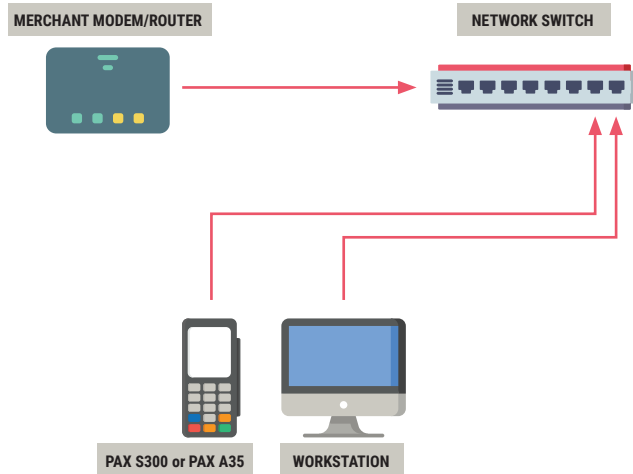 MERCHANT MODEM/ROUTER
NETWORK SWITCH
PAX S300 or PAX A35
WORKSTATION